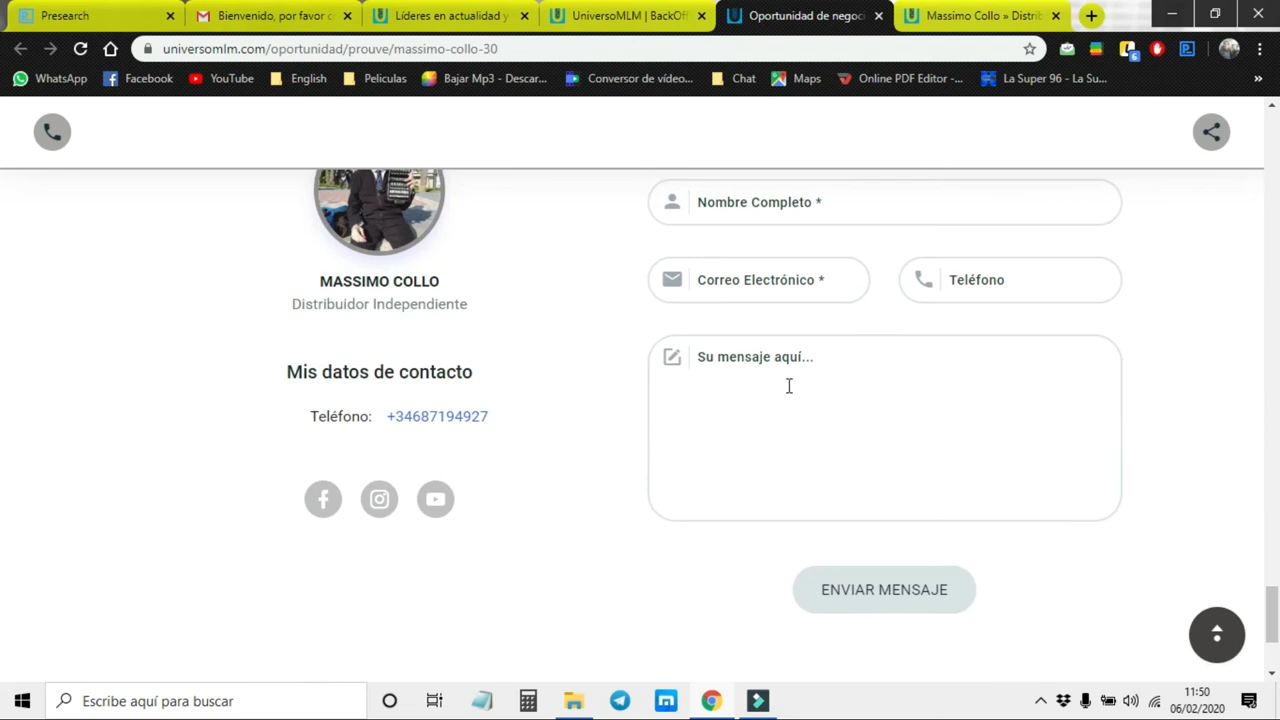 Presearch
Bienvenido, por favor c
Líderes en actualidad y
UniversoMLM | BackOff
Oportunidad de negoc
Massimo Collo » Distrib
universomlm.com/oportunidad/prouve/massimo-collo-30
6
WhatsApp
Facebook
YouTube
English
Peliculas
Bajar Mp3 - Descar...
Conversor de vídeo...
Chat
Maps
Online PDF Editor -...
La Super 96 - La Su...
»
MASSIMO COLLO
Distribuidor Independiente
Mis datos de contacto
Teléfono: +34687194927
Nombre Completo *
Correo Electrónico *
Teléfono
Su mensaje aquí...
ENVIAR MENSAJE
Escribe aquí para buscar
11:50
06/02/2020